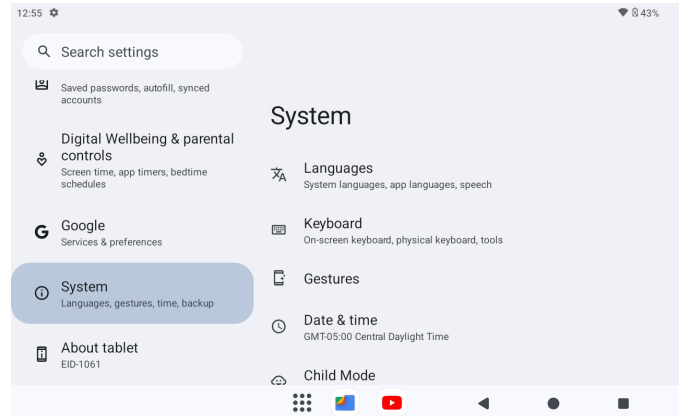 12:55
43%
Search settings
Saved passwords, autofill, synced
accounts
Digital Wellbeing & parental
controls
Screen time, app timers, bedtime
schedules
Google
Services & preferences
System
Languages, gestures, time, backup
About tablet
EID-1061
System
Languages
System languages, app languages, speech
Keyboard
On-screen keyboard, physical keyboard, tools
Gestures
Date & time
GMT-05:00 Central Daylight Time
Child Mode